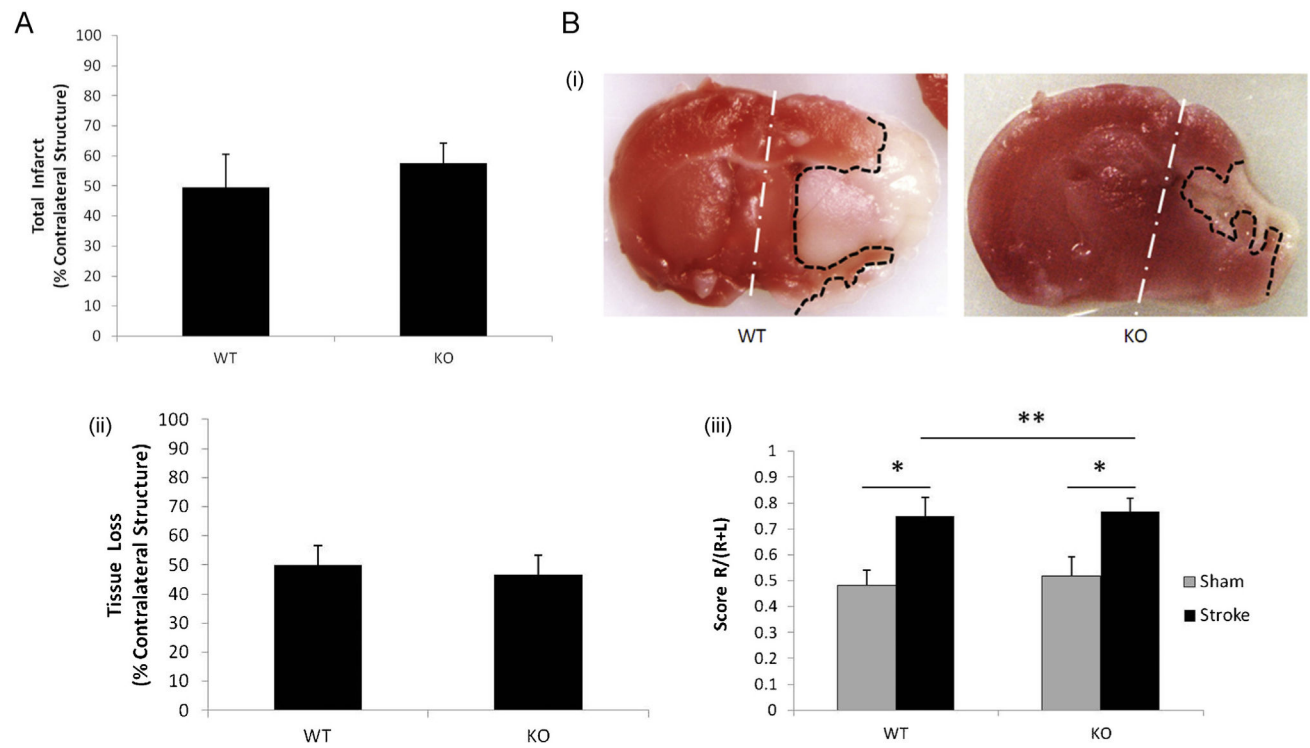 A
100
90
80
70
60
50
40
30
20
10
0
Total Infarct
(% Contralateral Structure)
WT
KO
B
(i)
WT
KO
(ii)
100
90
80
70
60
50
40
30
20
10
0
Tissue Loss
(% Contralateral Structure)
WT
KO
(iii)
**
*
*
1
0.9
0.8
0.7
0.6
0.5
0.4
0.3
0.2
0.1
0
Score R/(R+L)
WT
KO
Sham
Stroke